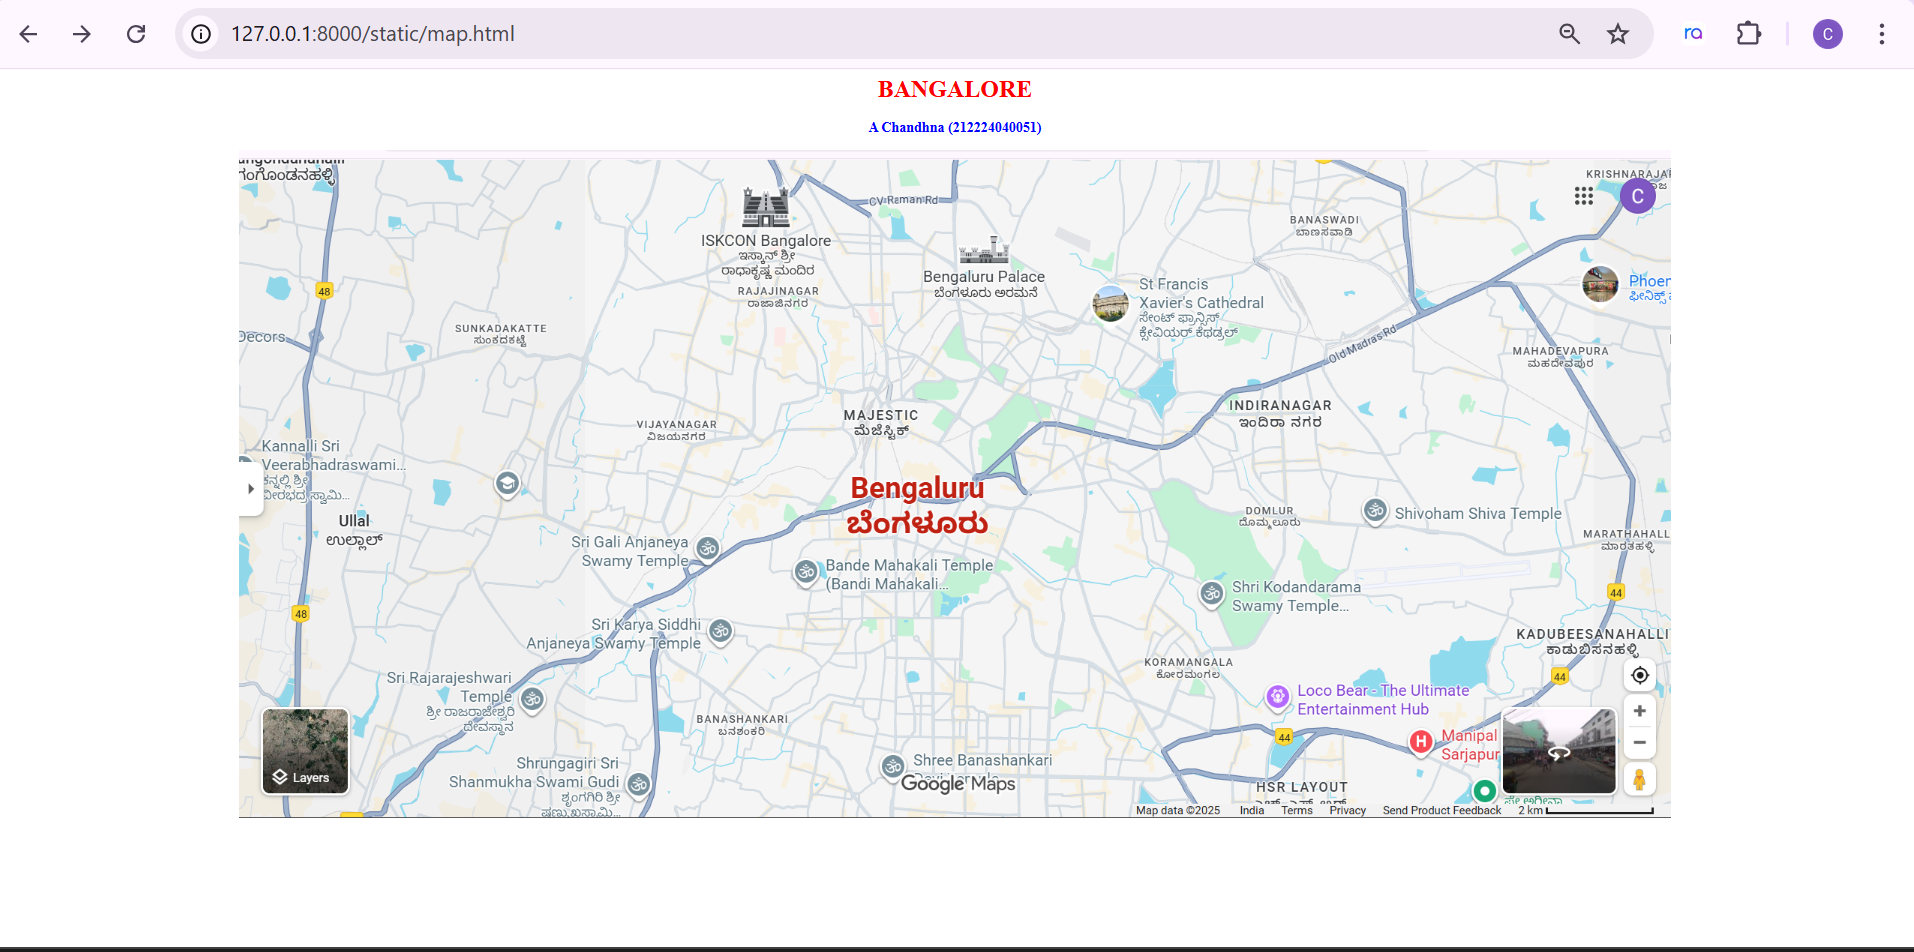 127.0.0.1:8000/static/map.html
ra
C
BANGALORE
A Chandhna (212224040051)
KRISHNARAJAP
C
CV Raman Rd
BANASWADI
ಬಾಣಸವಾಡಿ
ISKCON Bangalore
ಇಸ್ಕಾನ್ ಶ್ರೀ
ರಾಧಾಕೃಷ್ಣ ಮಂದಿರ
Bengaluru Palace
ಬೆಂಗಳೂರು ಅರಮನೆ
RAJAJINAGAR
ರಾಜಾಜಿನಗರ
St Francis
Xavier's Cathedral
ಸೇಂಟ್ ಫ್ರಾನ್ಸಿಸ್
ಕ್ಸೇವಿಯರ್ ಕೆಥಡ್ರಲ್
Phoen
ಫೀನಿಕ್ಸ್
48
SUNKADAKATTE
ಸುಂಕದಕಟ್ಟೆ
Decors
Old Madras Rd
MAHADEVAPURA
ಮಹದೇವಪುರ
MAJESTIC
ಮೆಜೆಸ್ಟಿಕ್
INDIRANAGAR
ಇಂದಿರಾ ನಗರ
VIJAYANAGAR
ವಿಜಯನಗರ
Kannalli Sri
Veerabhadraswami...
ಕನ್ನಲ್ಲಿ ಶ್ರೀ
ವೀರಭದ್ರಸ್ವಾಮಿ...
Bengaluru
ಬೆಂಗಳೂರು
Ullal
ಉಲ್ಲಾಳ್
DOMLUR
ದೊಮ್ಮಲೂರು
Shivoham Shiva Temple
MARATHAHALL
ಮಾರತಹಳ್ಳಿ
Sri Gali Anjaneya
Swamy Temple
Bande Mahakali Temple
(Bandi Mahakali...
Shri Kodandarama
Swamy Temple...
44
48
Sri Karya Siddhi
Anjaneya Swamy Temple
KADUBEESANAHALLI
ಕಾಡುಬಿಸನಹಳ್ಳಿ
KORAMANGALA
ಕೋರಮಂಗಲ
44
Sri Rajarajeshwari
Temple
ಶ್ರೀ ರಾಜರಾಜೇಶ್ವರಿ
ದೇವಸ್ಥಾನ
Loco Bear - The Ultimate
Entertainment Hub
BANASHANKARI
ಬನಶಂಕರಿ
44
Manipal
Sarjapur
Shrungagiri Sri
Shanmukha Swami Gudi
ಶೃಂಗಗಿರಿ ಶ್ರೀ
ಷಣ್ಮುಖಸ್ವಾಮಿ...
Shree Banashankari
Layers
Google Maps
HSR LAYOUT
Map data ©2025 India Terms Privacy Send Product Feedback 2 km